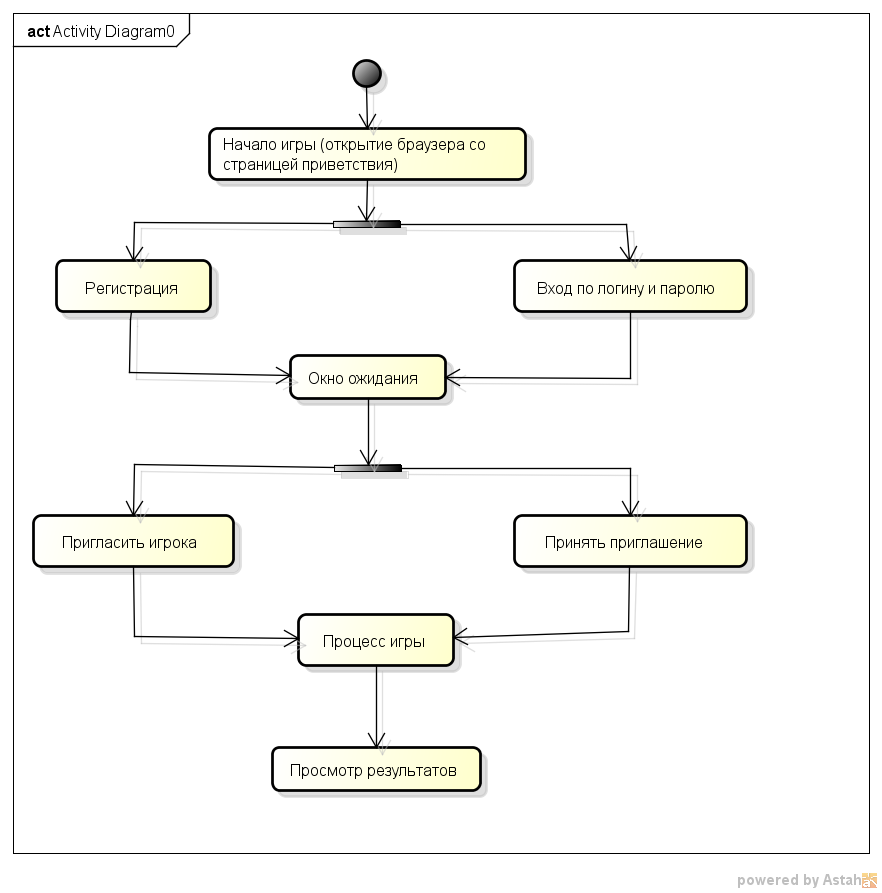 act Activity Diagram0
Начало игры (открытие браузера со
страницей приветствия)
Регистрация
Вход по логину и паролю
Окно ожидания
Пригласить игрока
Принять приглашение
Процесс игры
Просмотр результатов
powered by Astah